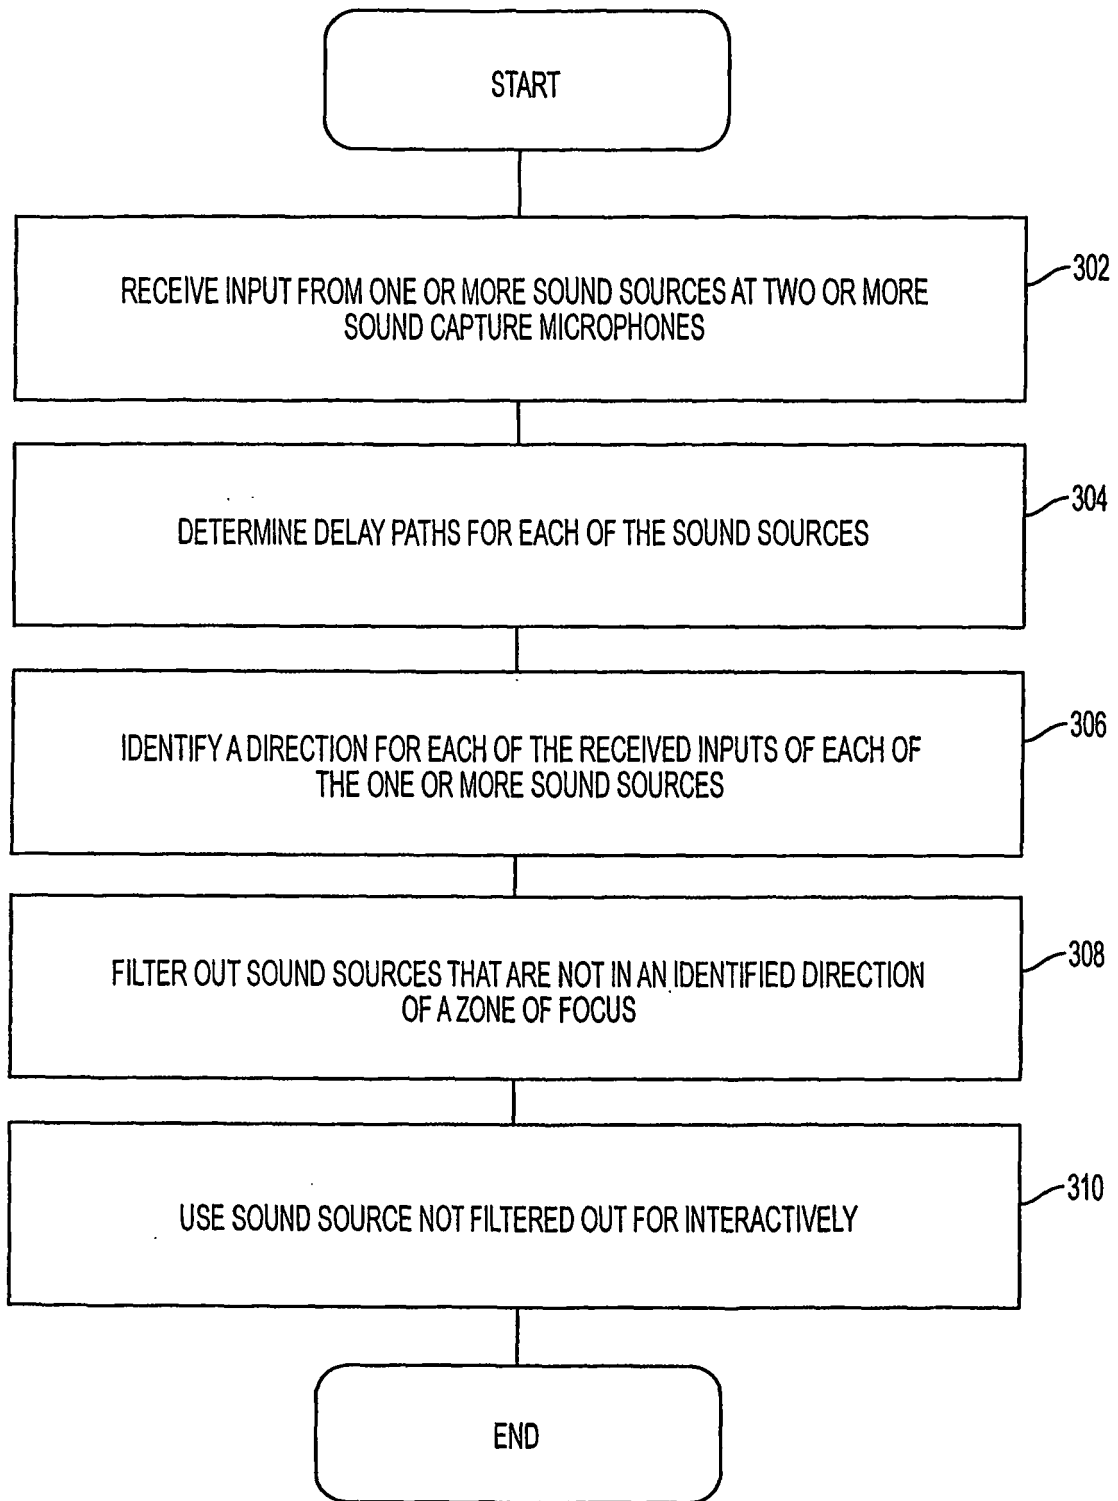 START
RECEIVE INPUT FROM ONE OR MORE SOUND SOURCES AT TWO OR MORE
SOUND CAPTURE MICROPHONES
302
DETERMINE DELAY PATHS FOR EACH OF THE SOUND SOURCES
304
IDENTIFY A DIRECTION FOR EACH OF THE RECEIVED INPUTS OF EACH OF
THE ONE OR MORE SOUND SOURCES
306
FILTER OUT SOUND SOURCES THAT ARE NOT IN AN IDENTIFIED DIRECTION
OF A ZONE OF FOCUS
308
USE SOUND SOURCE NOT FILTERED OUT FOR INTERACTIVELY
310
END